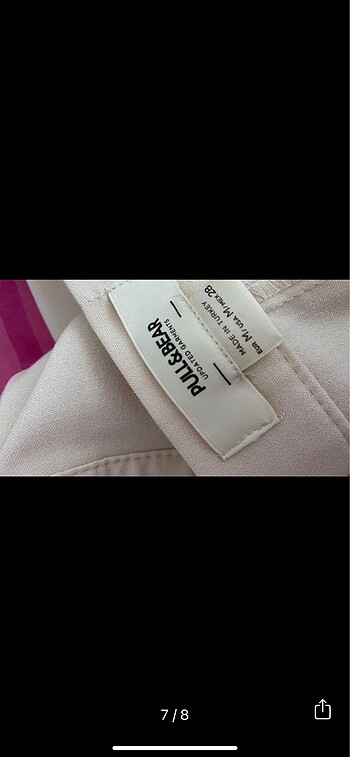 PULL&BEAR
UPDATED GARMENTS
MADE IN TURKEY
EUR M/ USA M/MEX 28
7/8